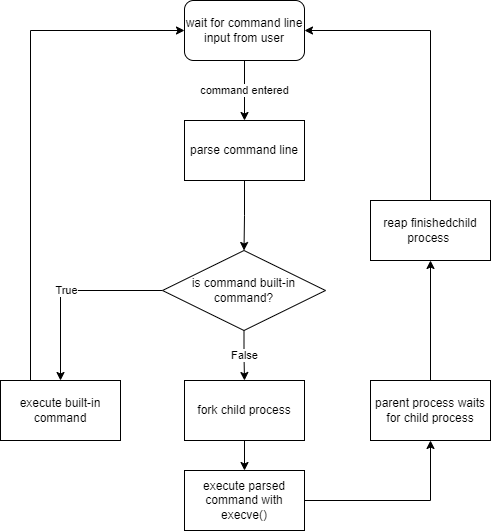 wait for command line
input from user
command entered
parse command line
reap finishedchild
process
is command built-in
command?
True
False
execute built-in
command
fork child process
parent process waits
for child process
execute parsed
command with
execve()